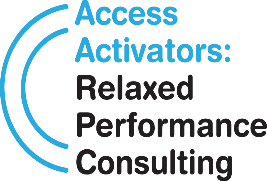 Access
Activators:
Relaxed
Performance
Consulting